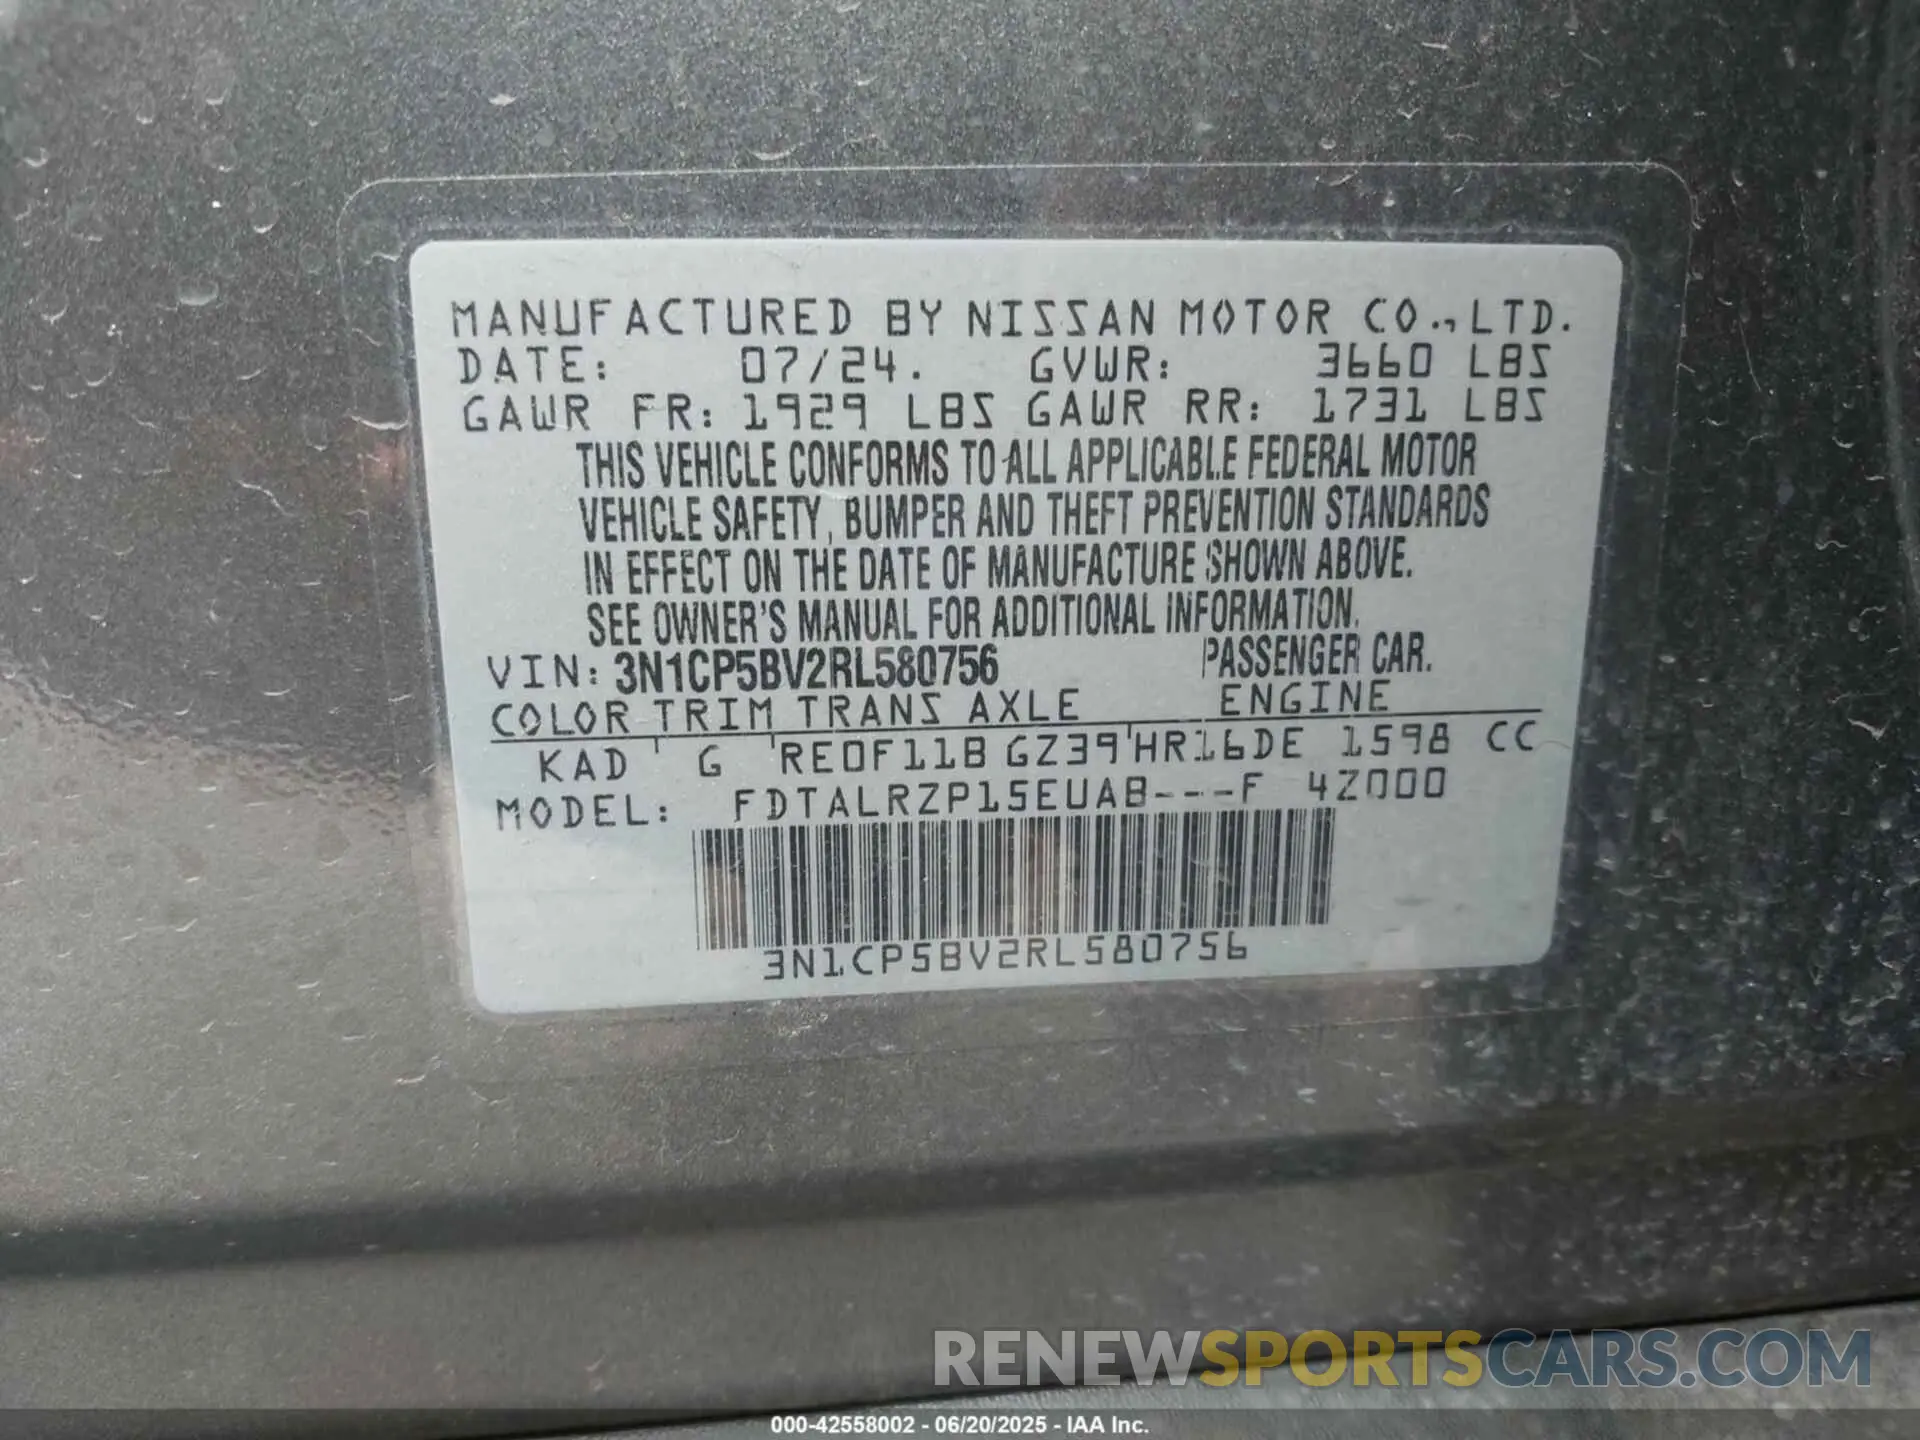 MANUFACTURED BY NISSAN MOTOR CO., LTD.
DATE: 07/24. GVWR: 3660 LBS
GAWR FR: 1929 LBS GAWR RR: 1731 LBS
THIS VEHICLE CONFORMS TO ALL APPLICABLE FEDERAL MOTOR
VEHICLE SAFETY, BUMPER AND THEFT PREVENTION STANDARDS
IN EFFECT ON THE DATE OF MANUFACTURE SHOWN ABOVE.
SEE OWNER'S MANUAL FOR ADDITIONAL INFORMATION.
VIN: 3N1CP5BV2RL580756 PASSENGER CAR.
COLOR TRIM TRANS AXLE ENGINE
KAD G RE0F11B GZ39 HR16DE 1598 CC
MODEL: FDTALRZP15EUAB---F 4Z000
3N1CP5BV2RL580756
RENEWSPORTSCARS.COM
000-42558002 - 06/20/2025 - IAA Inc.